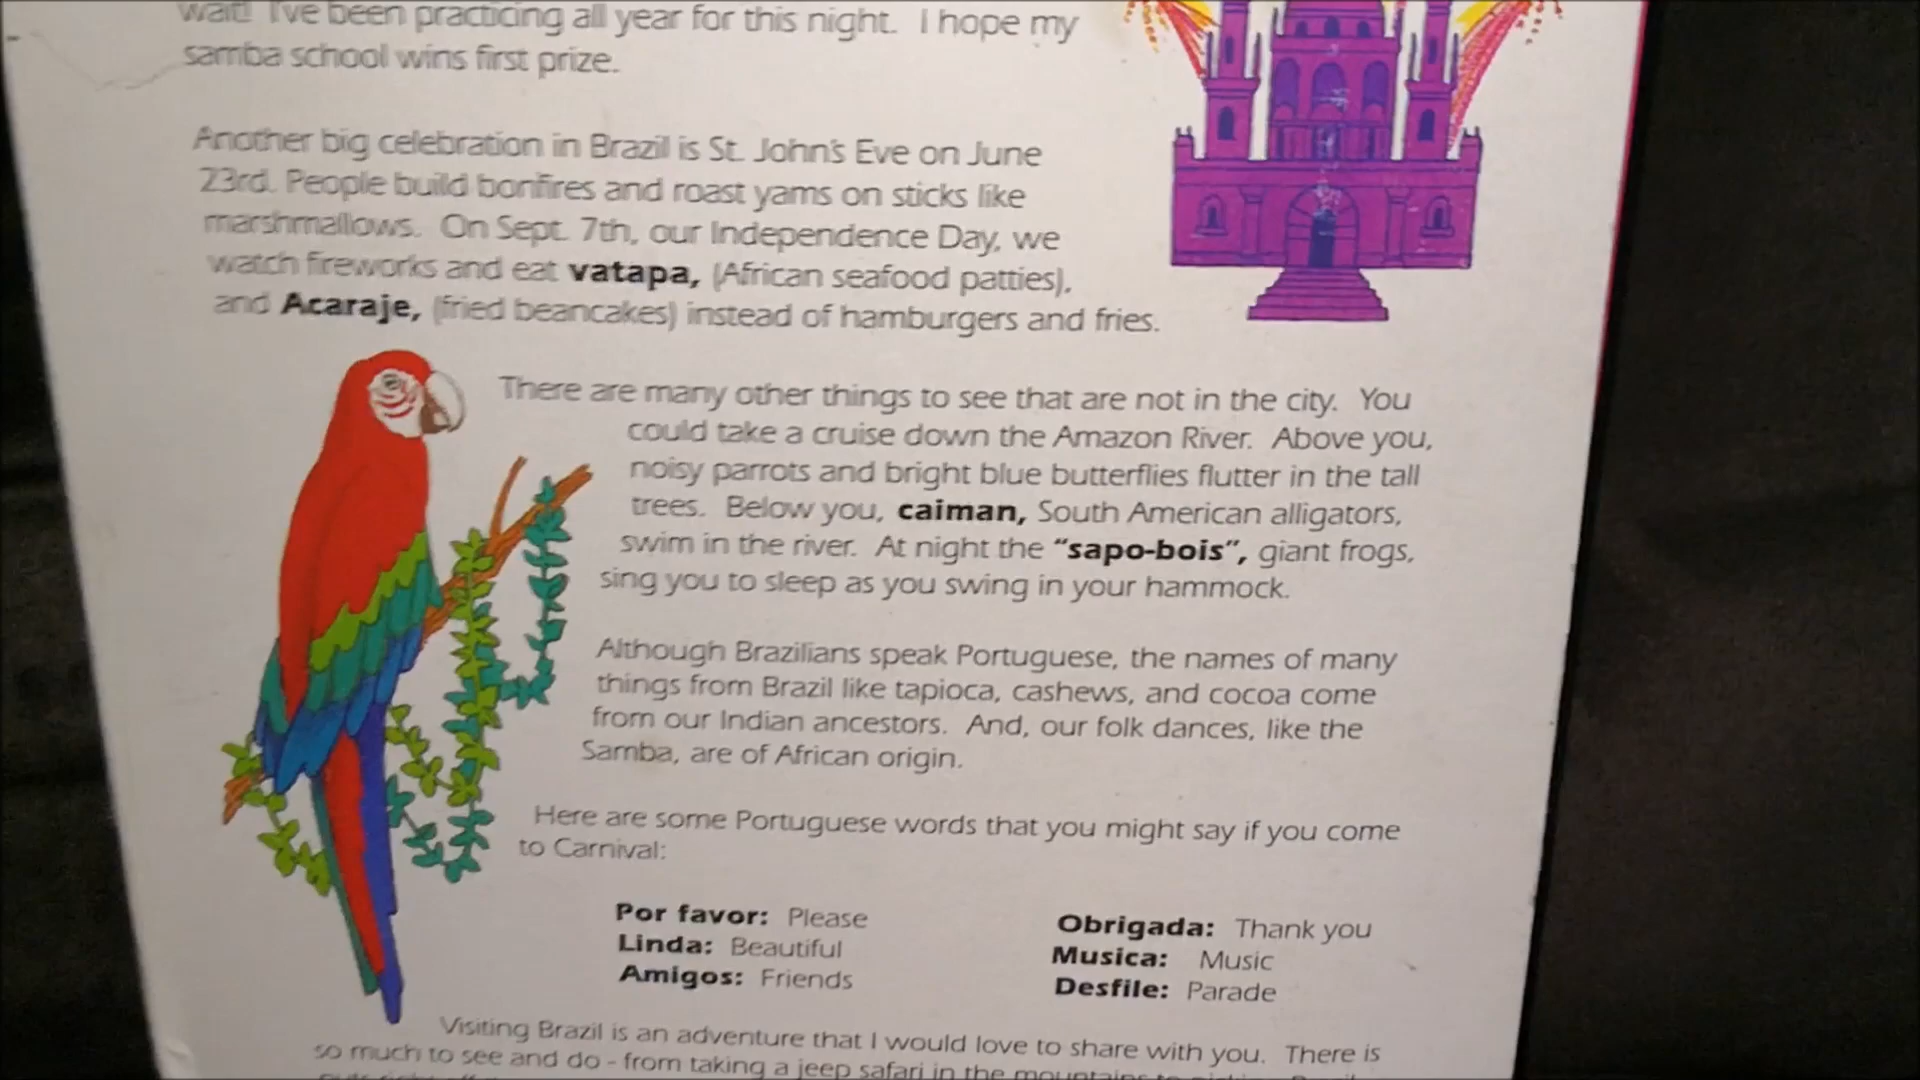 wait! I've been practicing all year for this night. I hope my
samba school wins first prize.
Another big celebration in Brazil is St. John's Eve on June
23rd. People build bonfires and roast yams on sticks like
marshmallows. On Sept. 7th, our Independence Day, we
watch fireworks and eat vatapa, (African seafood patties),
and Acaraje, (fried beancakes) instead of hamburgers and fries.
There are many other things to see that are not in the city. You
could take a cruise down the Amazon River. Above you,
noisy parrots and bright blue butterflies flutter in the tall
trees. Below you, caiman, South American alligators,
swim in the river. At night the "sapo-bois", giant frogs,
sing you to sleep as you swing in your hammock.
Although Brazilians speak Portuguese, the names of many
things from Brazil like tapioca, cashews, and cocoa come
from our Indian ancestors. And, our folk dances, like the
Samba, are of African origin.
Here are some Portuguese words that you might say if you come
to Carnival:
Por favor: Please
Linda: Beautiful
Amigos: Friends
Obrigada: Thank you
Musica: Music
Desfile: Parade
Visiting Brazil is an adventure that I would love to share with you. There is
so much to see and do - from taking a jeep safari in the mountains to